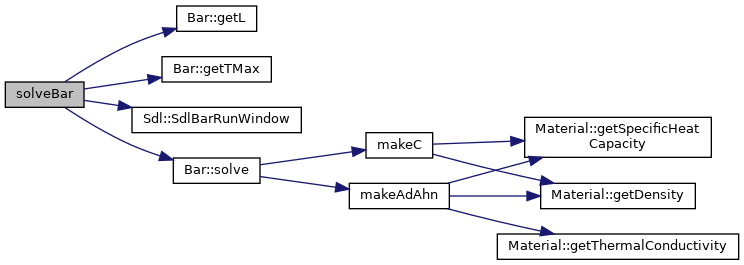 solveBar
Bar::getL
Bar::getTMax
Sdl::SdlBarRunWindow
Bar::solve
makeC
makeAdAhn
Material::getSpecificHeat
Capacity
Material::getDensity
Material::getThermalConductivity